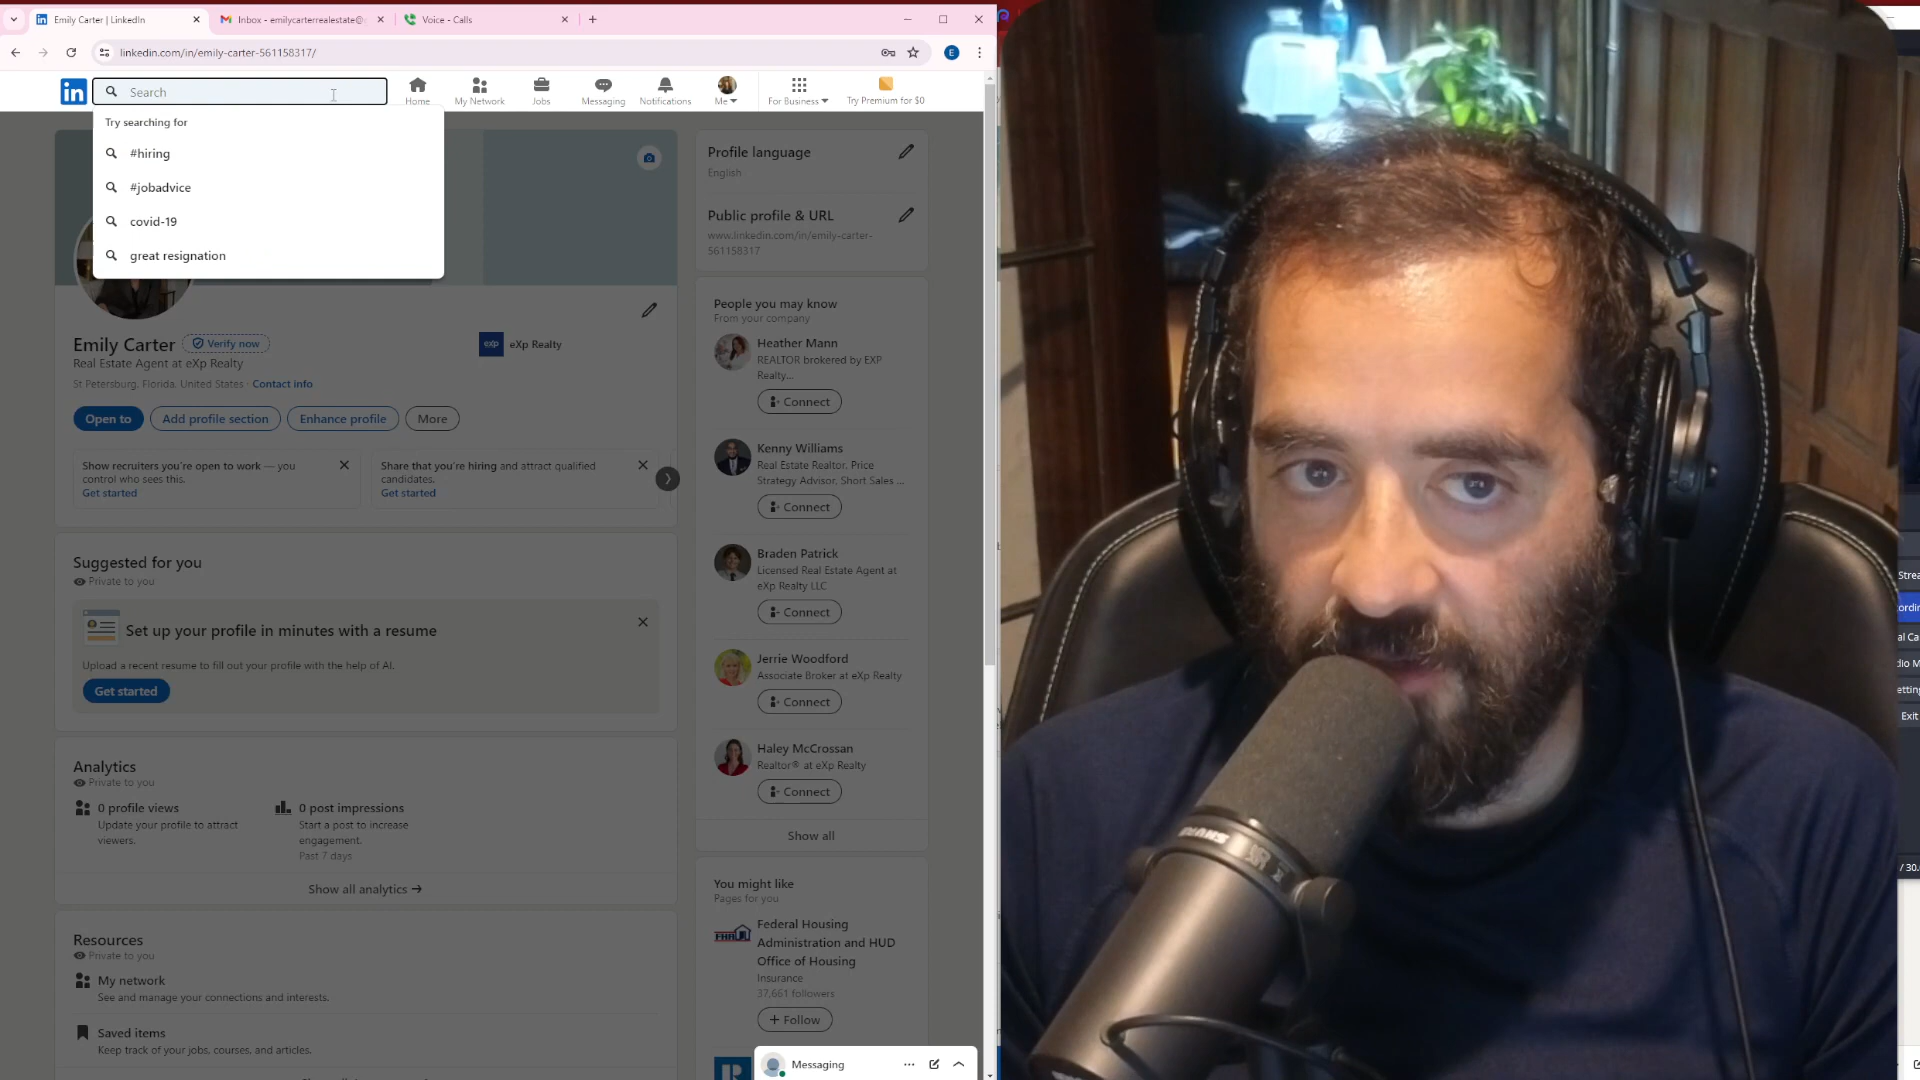 Emily Carter | LinkedIn
Inbox - emilycarterrealestate@g
Voice - Calls
linkedin.com/in/emily-carter-561158317/
E
in
Search
Home
My Network
Jobs
Messaging
Notifications
Me
For Business
Try Premium for $0
Try searching for
#hiring
#jobadvice
covid-19
great resignation
Emily Carter
Verify now
Real Estate Agent at eXp Realty
St Petersburg, Florida, United States · Contact info
exp
eXp Realty
Open to
Add profile section
Enhance profile
More
Show recruiters you're open to work — you
control who sees this.
Get started
Share that you're hiring and attract qualified
candidates.
Get started
Suggested for you
Private to you
Set up your profile in minutes with a resume
Upload a recent resume to fill out your profile with the help of AI.
Get started
Analytics
Private to you
0 profile views
Update your profile to attract
viewers.
0 post impressions
Start a post to increase
engagement.
Past 7 days
Show all analytics
Resources
Private to you
My network
See and manage your connections and interests.
Saved items
Keep track of your jobs, courses, and articles.
Profile language
English
Public profile & URL
www.linkedin.com/in/emily-carter-
561158317
People you may know
From your company
Heather Mann
REALTOR brokered by EXP
Realty...
Connect
Kenny Williams
Real Estate Realtor. Price
Strategy Advisor. Short Sales ...
Connect
Braden Patrick
Licensed Real Estate Agent at
eXp Realty LLC
Connect
Jerrie Woodford
Associate Broker at eXp Realty
Connect
Haley McCrossan
Realtor® at eXp Realty
Connect
Show all
You might like
Pages for you
Federal Housing
Administration and HUD
Office of Housing
Insurance
37,661 followers
+ Follow
R
Messaging
SHURE
Strea
ordin
al Ca
dio M
etting
Exit
/ 30.0